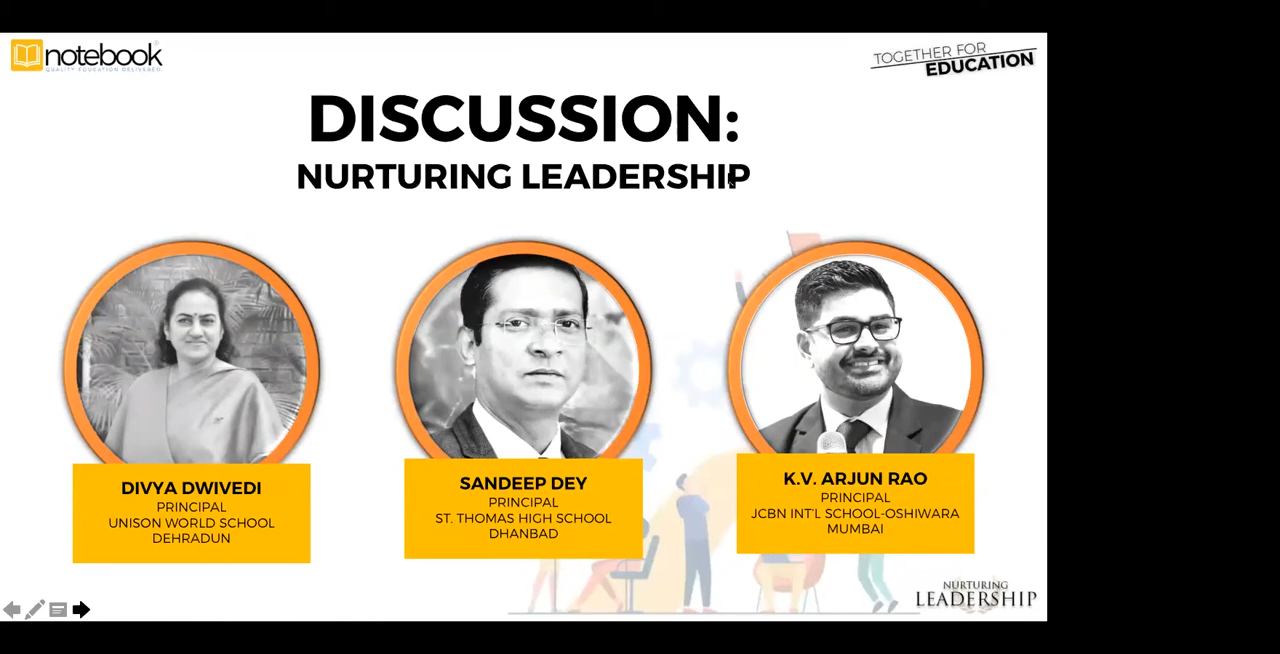 notebook
QUALITY EDUCATION DELIVERED
TOGETHER FOR
EDUCATION
DISCUSSION:
NURTURING LEADERSHIP
DIVYA DWIVEDI
PRINCIPAL
UNISON WORLD SCHOOL
DEHRADUN
SANDEEP DEY
PRINCIPAL
ST. THOMAS HIGH SCHOOL
DHANBAD
K.V. ARJUN RAO
PRINCIPAL
JCBN INT'L SCHOOL-OSHIWARA
MUMBAI
NURTURING
LEADERSHIP